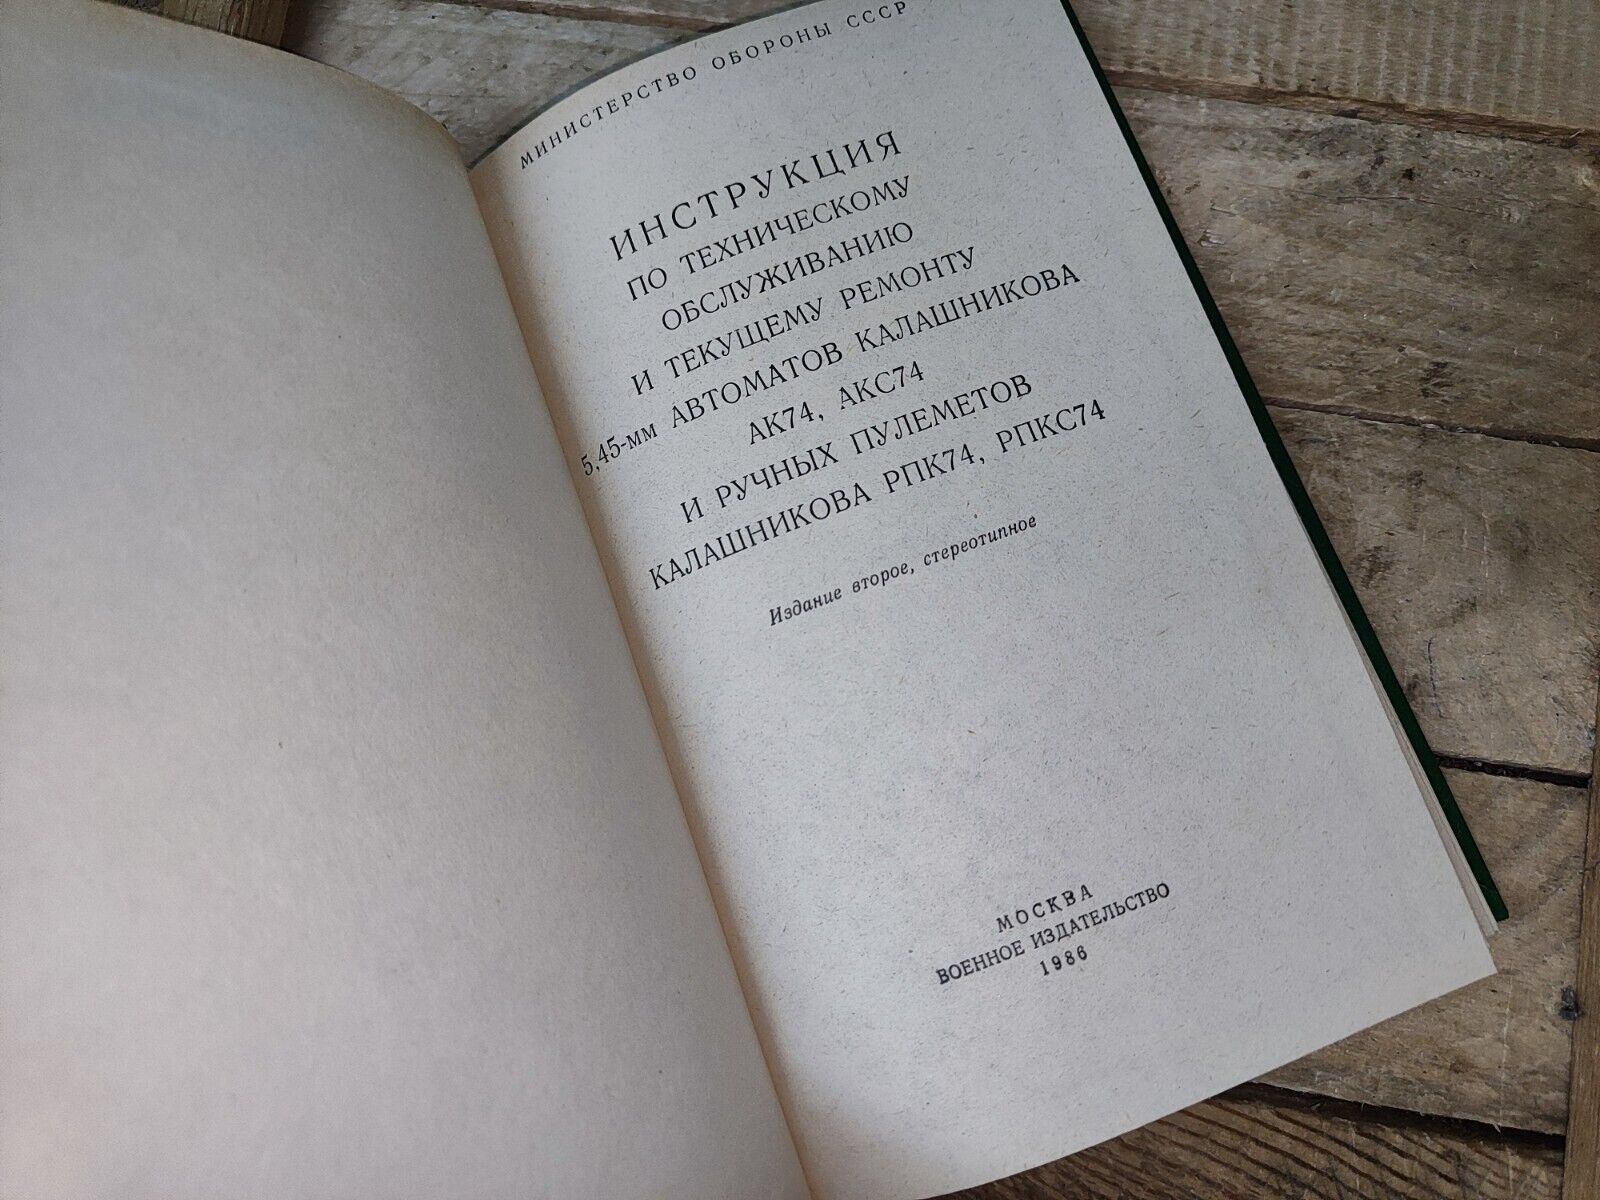 МИНИСТЕРСТВО ОБОРОНЫ СССР
ИНСТРУКЦИЯ
ПО ТЕХНИЧЕСКОМУ
ОБСЛУЖИВАНИЮ
И ТЕКУЩЕМУ РЕМОНТУ
5,45-мм АВТОМАТОВ КАЛАШНИКОВА
АК74, АКС74
И РУЧНЫХ ПУЛЕМЕТОВ
КАЛАШНИКОВА РПК74, РПКС74
Издание второе, стереотипное
МОСКВА
ВОЕННОЕ ИЗДАТЕЛЬСТВО
1986